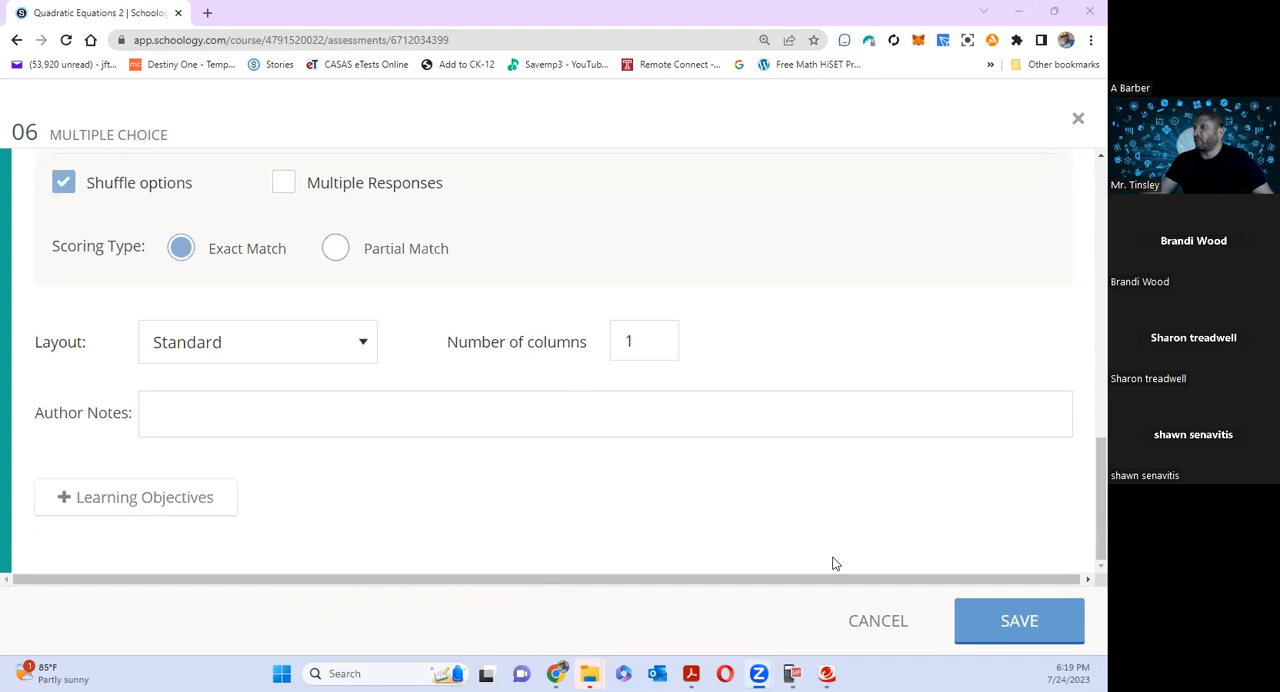 Quadratic Equations 2 | Schoolog
app.schoology.com/course/4791520022/assessments/6712034399
(53,920 unread) - jft...
Destiny One - Temp...
Stories
CASAS eTests Online
Add to CK-12
Savemp3 - YouTub...
Remote Connect -...
Free Math HiSET Pr...
»
Other bookmarks
06 MULTIPLE CHOICE
Shuffle options
Multiple Responses
Scoring Type:
Exact Match
Partial Match
Layout:
Standard
Number of columns
1
Author Notes:
+ Learning Objectives
CANCEL
SAVE
A Barber
Mr. Tinsley
Brandi Wood
Brandi Wood
Sharon treadwell
Sharon treadwell
shawn senavitis
shawn senavitis
1
85°F
Partly sunny
Search
6:19 PM
7/24/2023